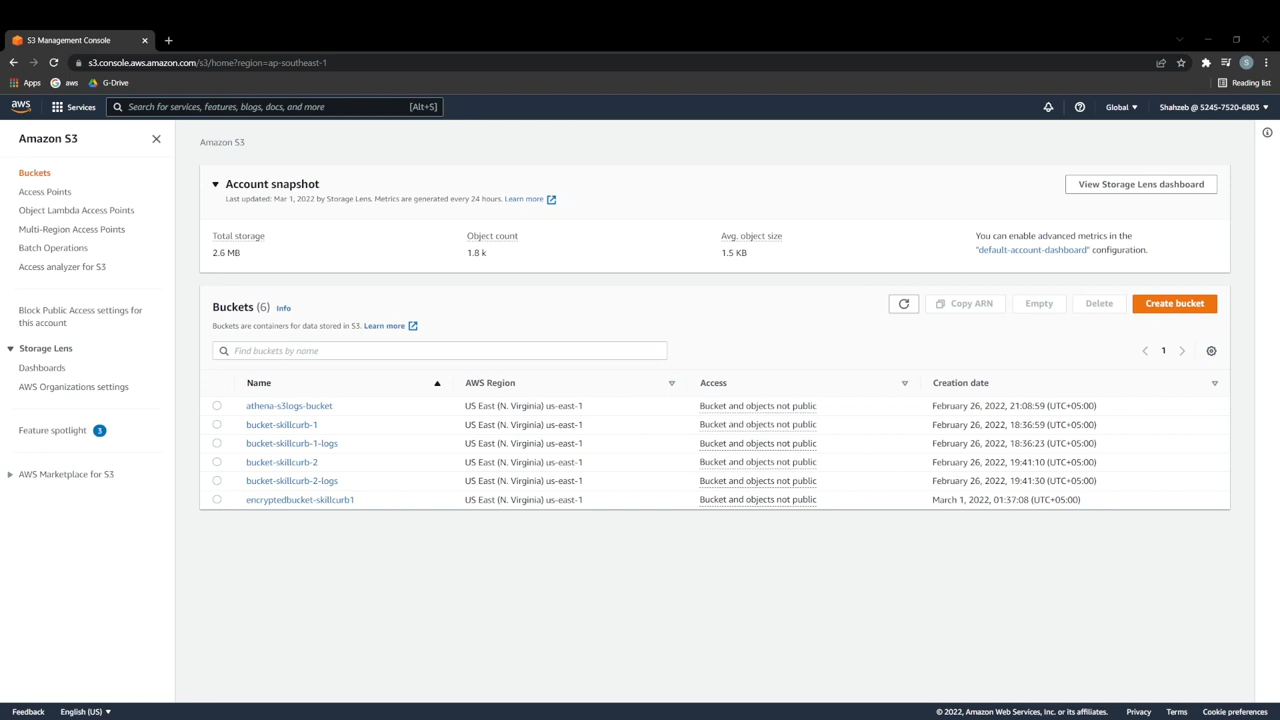 S3 Management Console
s3.console.aws.amazon.com/s3/home?region=ap-southeast-1
S
Apps aws G-Drive Reading list
aws Services Search for services, features, blogs, docs, and more [Alt+S] Global Shahzeb @ 5245-7520-6803
Amazon S3
Buckets
Access Points
Object Lambda Access Points
Multi-Region Access Points
Batch Operations
Access analyzer for S3
Block Public Access settings for
this account
Storage Lens
Dashboards
AWS Organizations settings
Feature spotlight 3
AWS Marketplace for S3
Amazon S3
Account snapshot
Last updated: Mar 1, 2022 by Storage Lens. Metrics are generated every 24 hours. Learn more
View Storage Lens dashboard
Total storage
2.6 MB
Object count
1.8 k
Avg. object size
1.5 KB
You can enable advanced metrics in the
"default-account-dashboard" configuration.
Buckets (6) Info
Buckets are containers for data stored in S3. Learn more
Copy ARN Empty Delete Create bucket
Find buckets by name
1
Name AWS Region Access Creation date
athena-s3logs-bucket US East (N. Virginia) us-east-1 Bucket and objects not public February 26, 2022, 21:08:59 (UTC+05:00)
bucket-skillcurb-1 US East (N. Virginia) us-east-1 Bucket and objects not public February 26, 2022, 18:36:59 (UTC+05:00)
bucket-skillcurb-1-logs US East (N. Virginia) us-east-1 Bucket and objects not public February 26, 2022, 18:36:23 (UTC+05:00)
bucket-skillcurb-2 US East (N. Virginia) us-east-1 Bucket and objects not public February 26, 2022, 19:41:10 (UTC+05:00)
bucket-skillcurb-2-logs US East (N. Virginia) us-east-1 Bucket and objects not public February 26, 2022, 19:41:30 (UTC+05:00)
encryptedbucket-skillcurb1 US East (N. Virginia) us-east-1 Bucket and objects not public March 1, 2022, 01:37:08 (UTC+05:00)
Feedback English (US) © 2022, Amazon Web Services, Inc. or its affiliates. Privacy Terms Cookie preferences